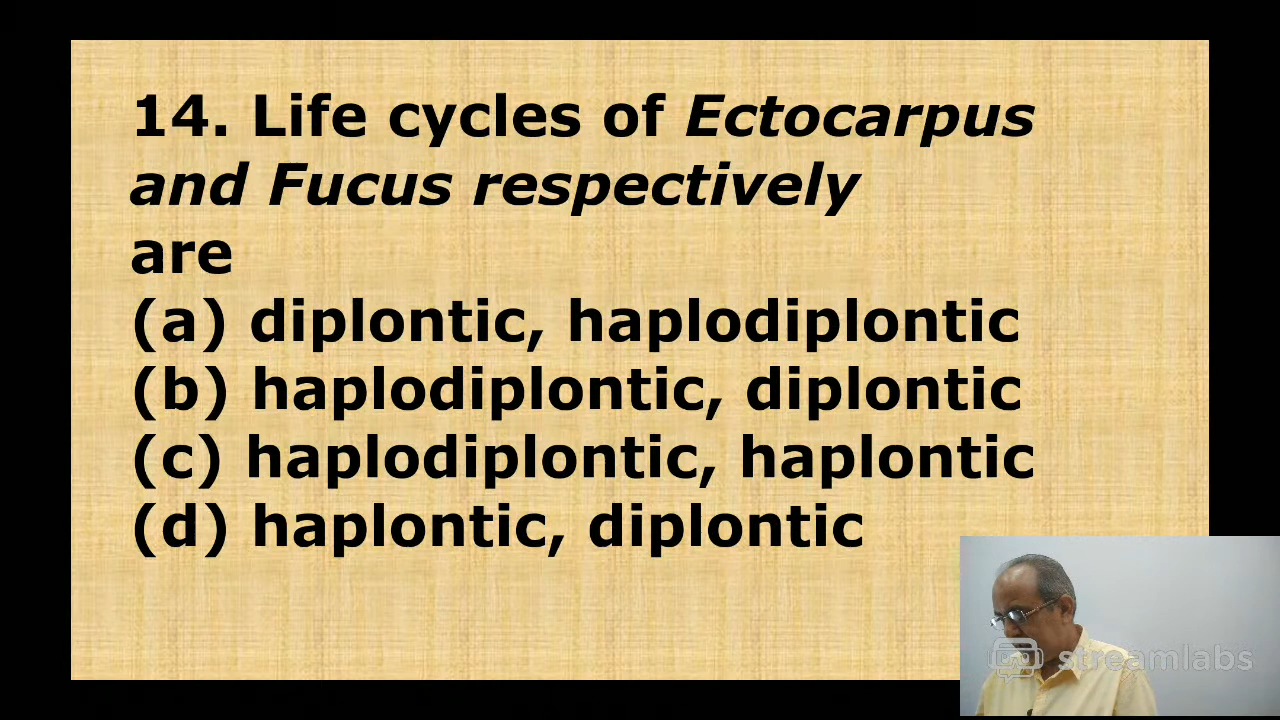 14. Life cycles of Ectocarpus
and Fucus respectively
are
(a) diplontic, haplodiplontic
(b) haplodiplontic, diplontic
(c) haplodiplontic, haplontic
(d) haplontic, diplontic
streamlabs